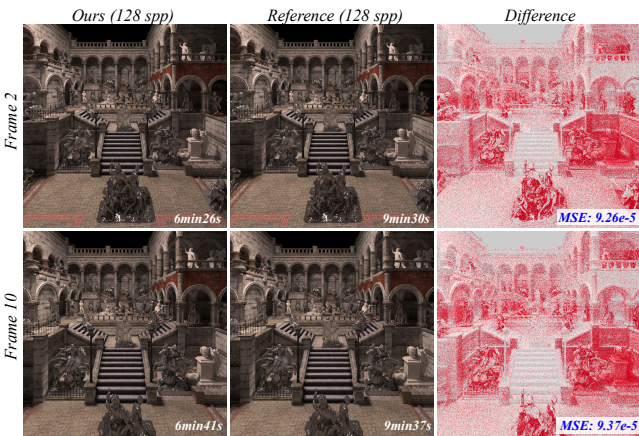 Ours (128 spp) Reference (128 spp) Difference
Frame 2
6min26s 9min30s MSE: 9.26e-5
Frame 10
6min41s 9min37s MSE: 9.37e-5